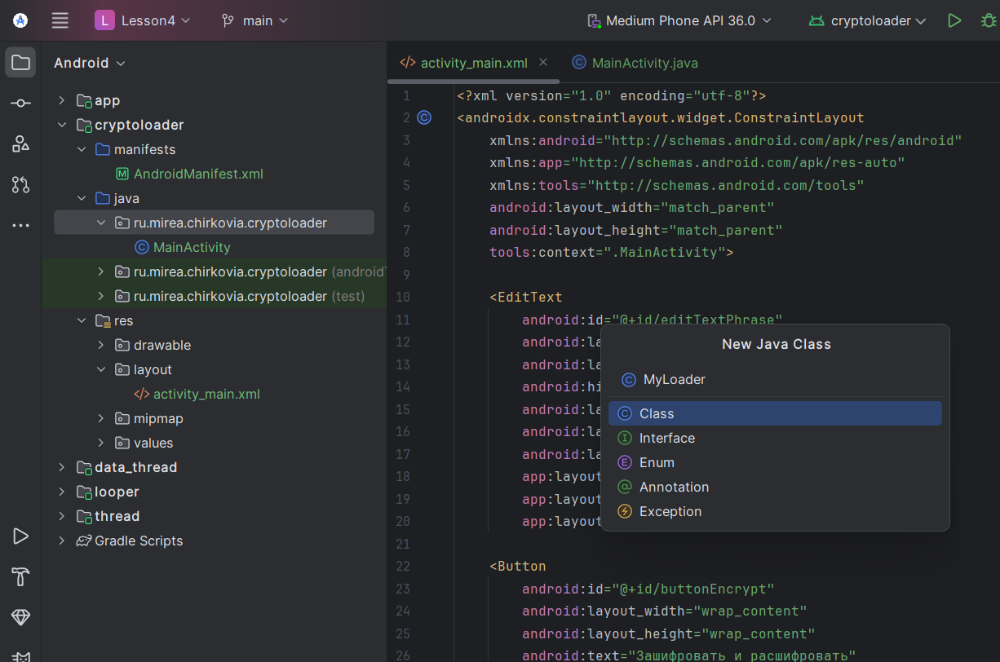 L Lesson4 main Medium Phone API 36.0 cryptoloader
Android
app
cryptoloader
manifests
AndroidManifest.xml
java
ru.mirea.chirkovia.cryptoloader
MainActivity
ru.mirea.chirkovia.cryptoloader (android
ru.mirea.chirkovia.cryptoloader (test)
res
drawable
layout
activity_main.xml
mipmap
values
data_thread
looper
thread
Gradle Scripts
activity_main.xml MainActivity.java
1 <?xml version="1.0" encoding="utf-8"?>
2 <androidx.constraintlayout.widget.ConstraintLayout
3 xmlns:android="http://schemas.android.com/apk/res/android"
4 xmlns:app="http://schemas.android.com/apk/res-auto"
5 xmlns:tools="http://schemas.android.com/tools"
6 android:layout_width="match_parent"
7 android:layout_height="match_parent"
8 tools:context=".MainActivity">
9
10 <EditText
11 android:id="@+id/editTextPhrase"
12 android:la
13 android:la
14 android:hi
15 android:la
16 android:la
17 android:la
18 app:layout
19 app:layout
20 app:layout
21
22 <Button
23 android:id="@+id/buttonEncrypt"
24 android:layout_width="wrap_content"
25 android:layout_height="wrap_content"
26 android:text="Зашифровать и расшифровать"
New Java Class
C MyLoader
C Class
I Interface
E Enum
@ Annotation
Exception